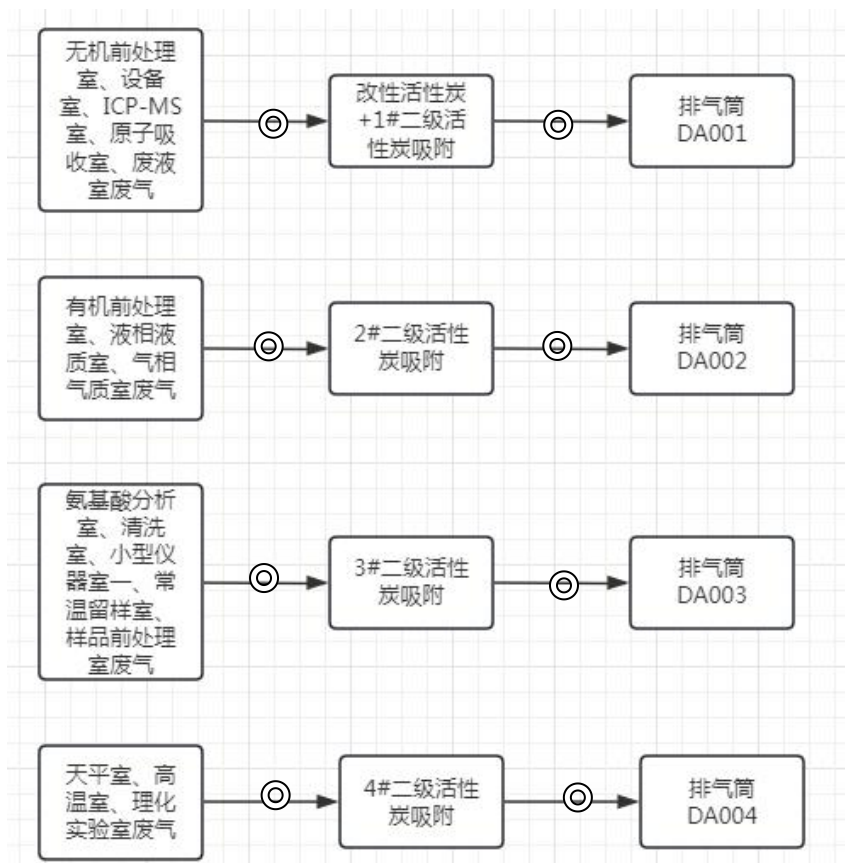 无机前处理
室、设备
室、ICP-MS
室、原子吸
收室、废液
室废气
改性活性炭
+1#二级活
性炭吸附
排气筒
DA001
有机前处理
室、液相液
质室、气相
气质室废气
2#二级活性
炭吸附
排气筒
DA002
氨基酸分析
室、清洗
室、小型仪
器室一、常
温留样室、
样品前处理
室废气
3#二级活性
炭吸附
排气筒
DA003
天平室、高
温室、理化
实验室废气
4#二级活性
炭吸附
排气筒
DA004